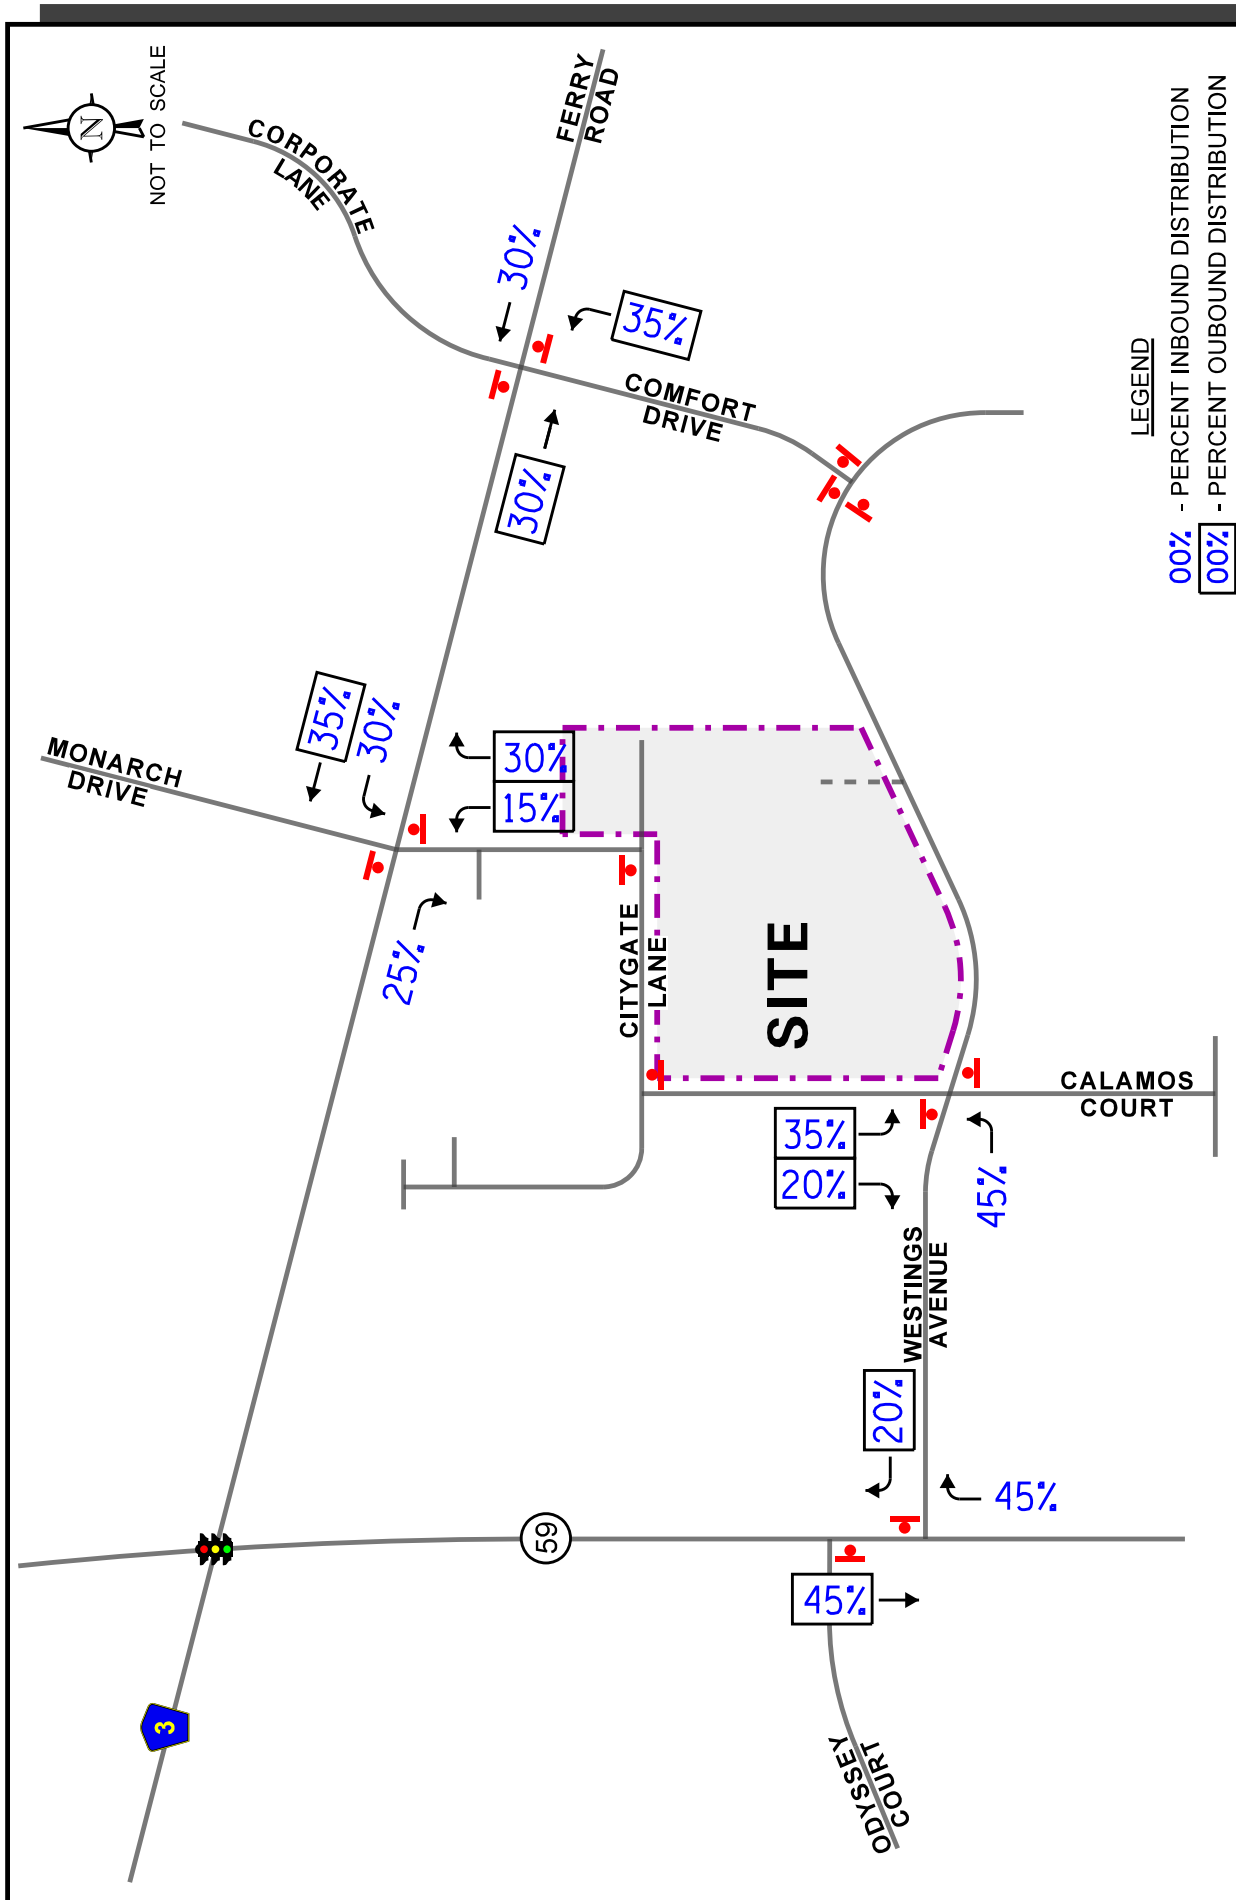 N
NOT TO SCALE
CORPORATE
LANE
FERRY
ROAD
30%
35%
COMFORT
DRIVE
30%
LEGEND
00% - PERCENT INBOUND DISTRIBUTION
00% - PERCENT OUBOUND DISTRIBUTION
MONARCH
DRIVE
35%
30%
30%
15%
25%
CITYGATE
LANE
SITE
CALAMOS
COURT
35%
20%
45%
WESTINGS
AVENUE
20%
45%
59
45%
3
ODYSSEY
COURT